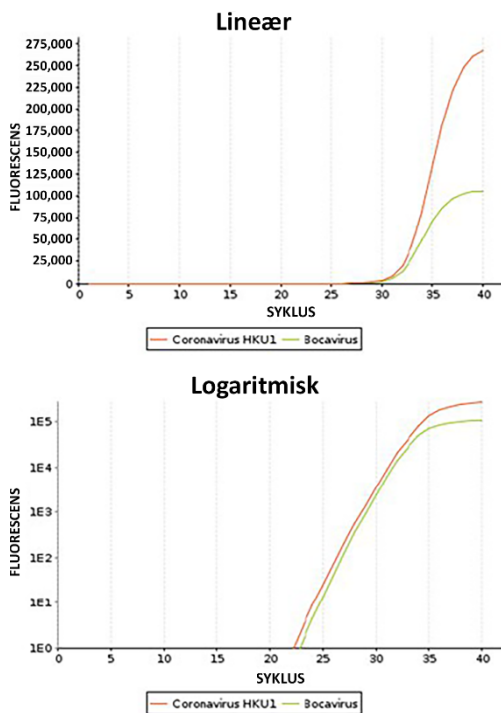 Lineær
275,000
250,000
225,000
200,000
175,000
150,000
125,000
100,000
75,000
50,000
25,000
0
FLUORESCENS
0 5 10 15 20 25 30 35 40
SYKLUS
Coronavirus HKU1 Bocavirus
Logaritmisk
1E5
1E4
1E3
1E2
1E1
1E0
FLUORESCENS
0 5 10 15 20 25 30 35 40
SYKLUS
Coronavirus HKU1 Bocavirus